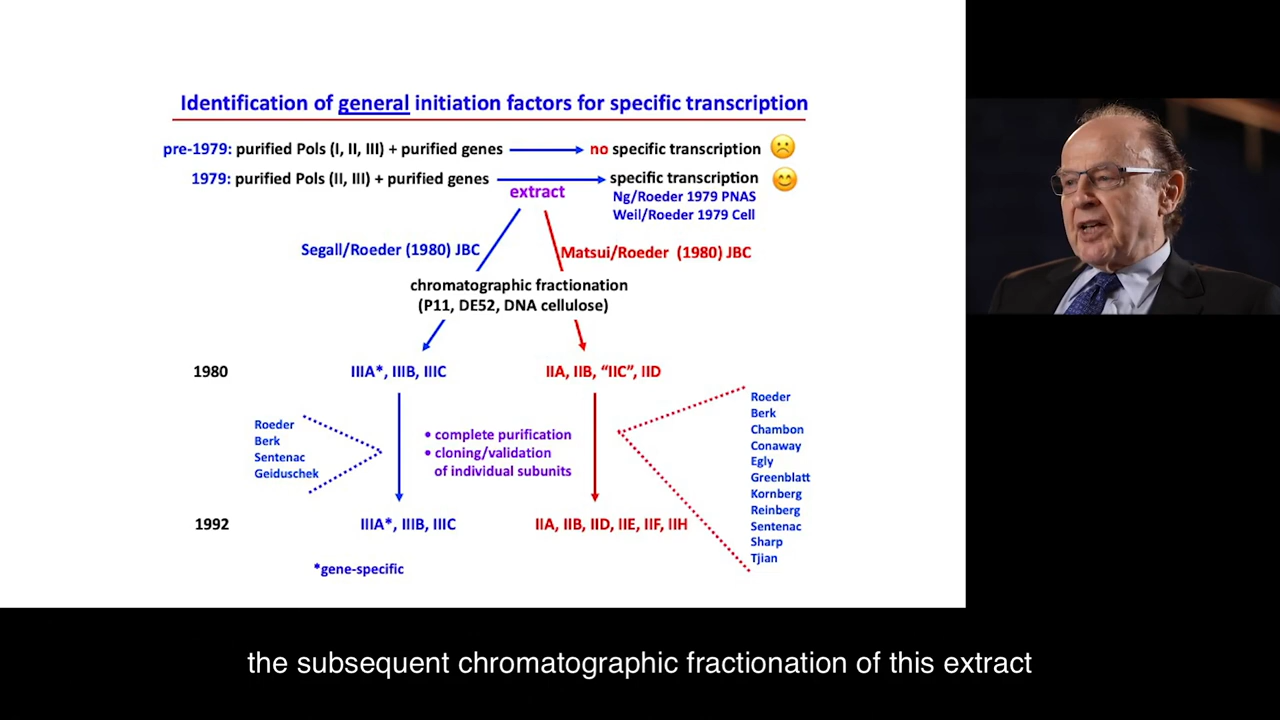 Identification of general initiation factors for specific transcription
pre-1979: purified Pols (I, II, III) + purified genes no specific transcription
1979: purified Pols (II, III) + purified genes specific transcription
extract
Ng/Roeder 1979 PNAS
Weil/Roeder 1979 Cell
Segall/Roeder (1980) JBC
Matsui/Roeder (1980) JBC
chromatographic fractionation
(P11, DE52, DNA cellulose)
1980 IIIA*, IIIB, IIIC IIA, IIB, “IIC”, IID
Roeder
Berk
Sentenac
Geiduschek
• complete purification
• cloning/validation
of individual subunits
Roeder
Berk
Chambon
Conaway
Egly
Greenblatt
Kornberg
Reinberg
Sentenac
Sharp
Tjian
1992 IIIA*, IIIB, IIIC IIA, IIB, IID, IIE, IIF, IIH
*gene-specific
the subsequent chromatographic fractionation of this extract